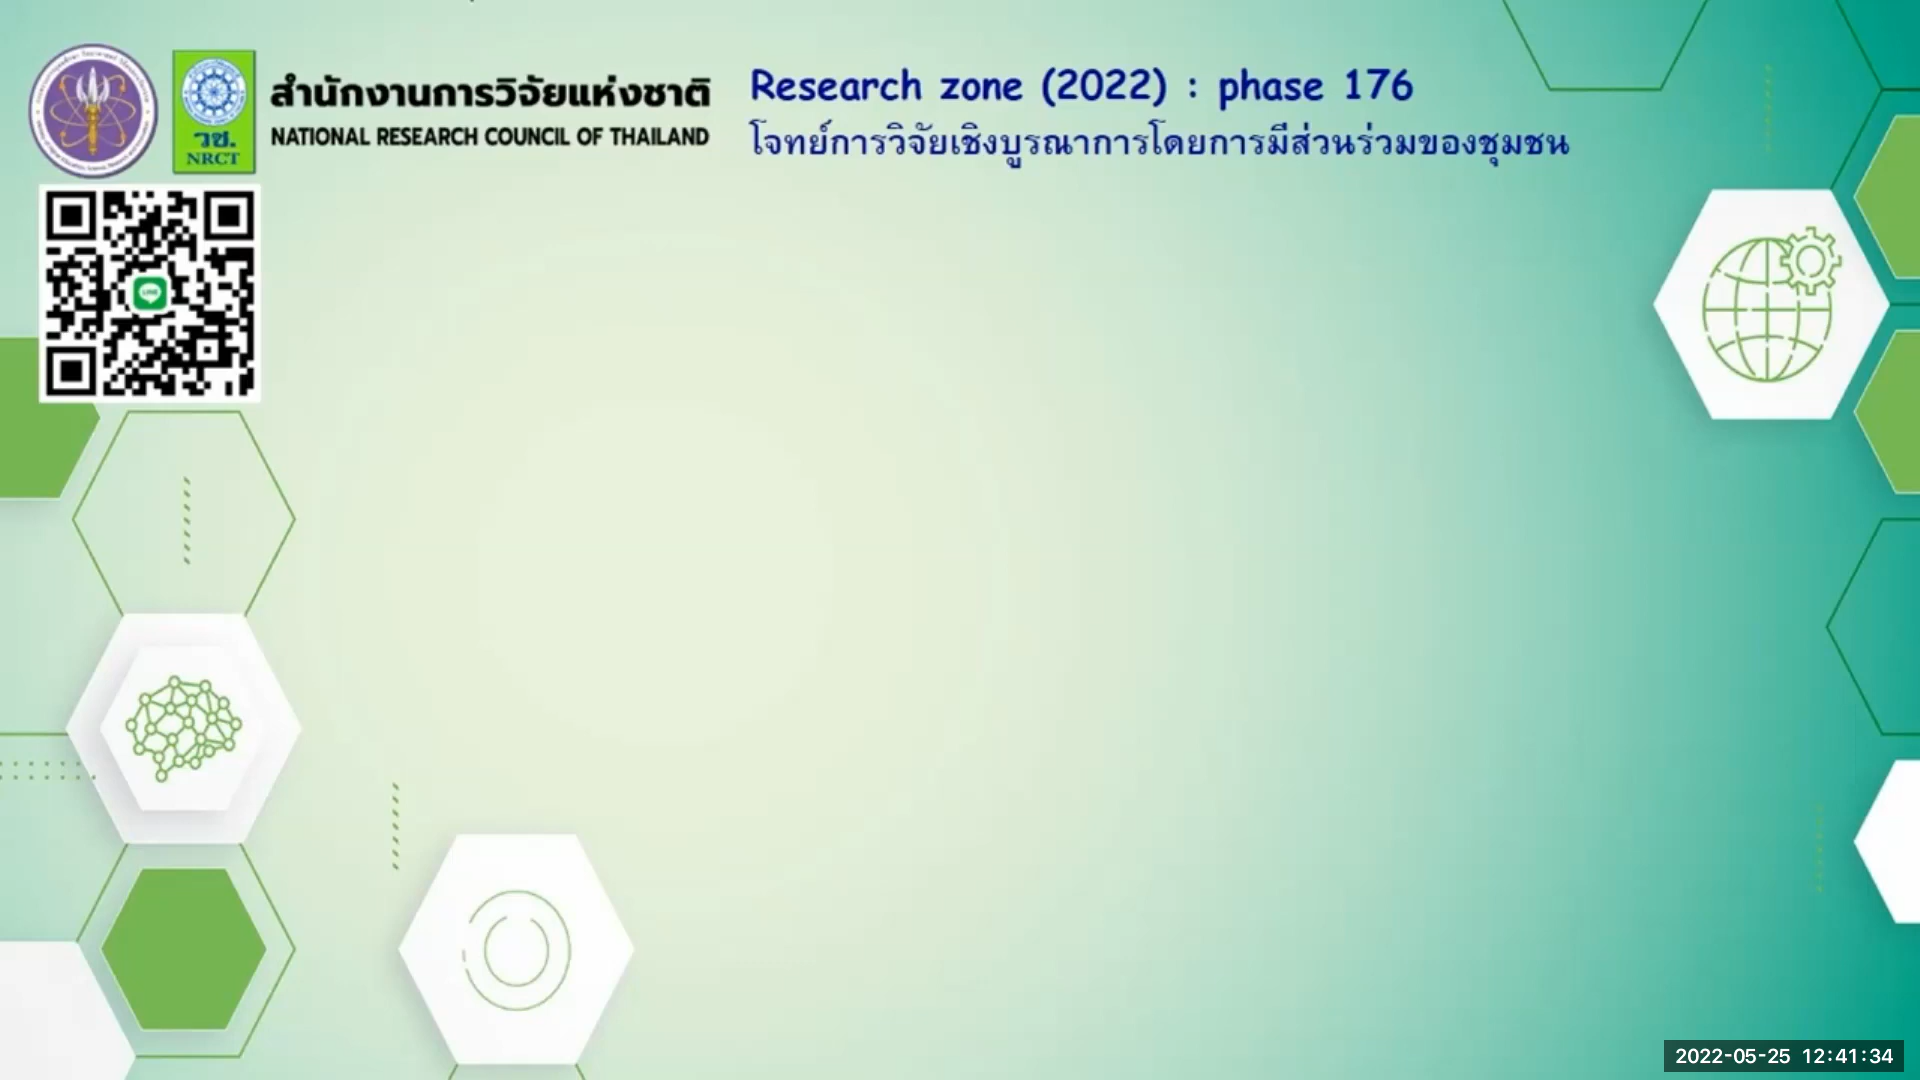 สำนักงานการวิจัยแห่งชาติ
NATIONAL RESEARCH COUNCIL OF THAILAND
วช.
NRCT
Research zone (2022) : phase 176
โจทย์การวิจัยเชิงบูรณาการโดยการมีส่วนร่วมของชุมชน
LINE
2022-05-25 12:41:34